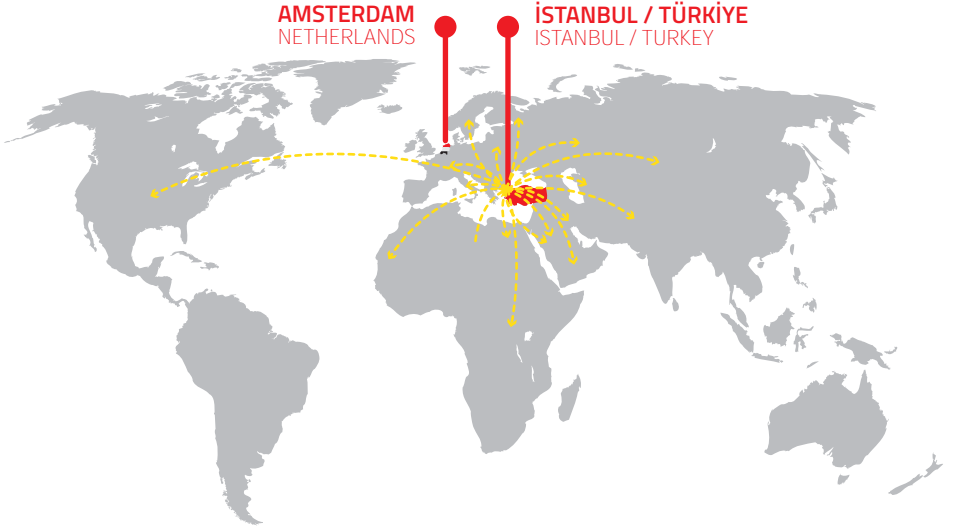 AMSTERDAM
NETHERLANDS
İSTANBUL / TÜRKİYE
ISTANBUL / TURKEY